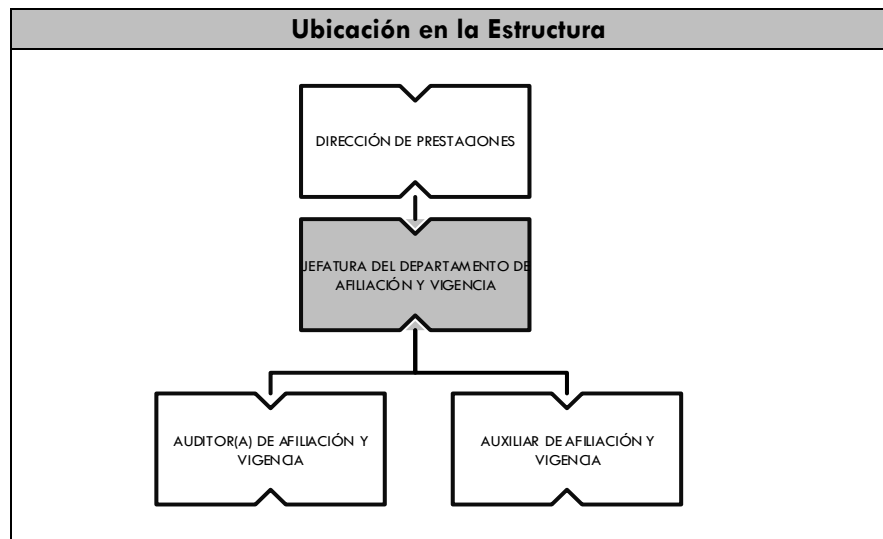 Ubicación en la Estructura
DIRECCIÓN DE PRESTACIONES
JEFATURA DEL DEPARTAMENTO DE
AFILIACIÓN Y VIGENCIA
AUDITOR(A) DE AFILIACIÓN Y
VIGENCIA
AUXILIAR DE AFILIACIÓN Y
VIGENCIA